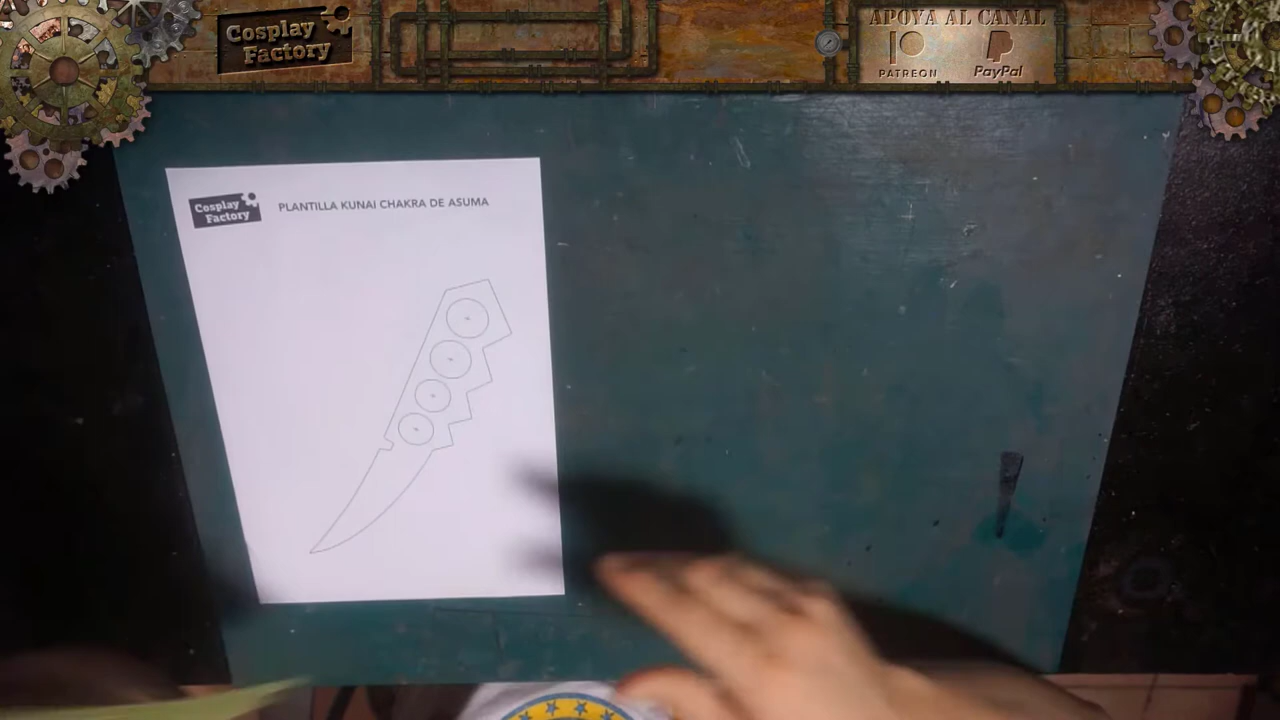 Cosplay
Factory
APOYA AL CANAL
PATREON
PayPal
Cosplay
Factory
PLANTILLA KUNAI CHAKRA DE ASUMA